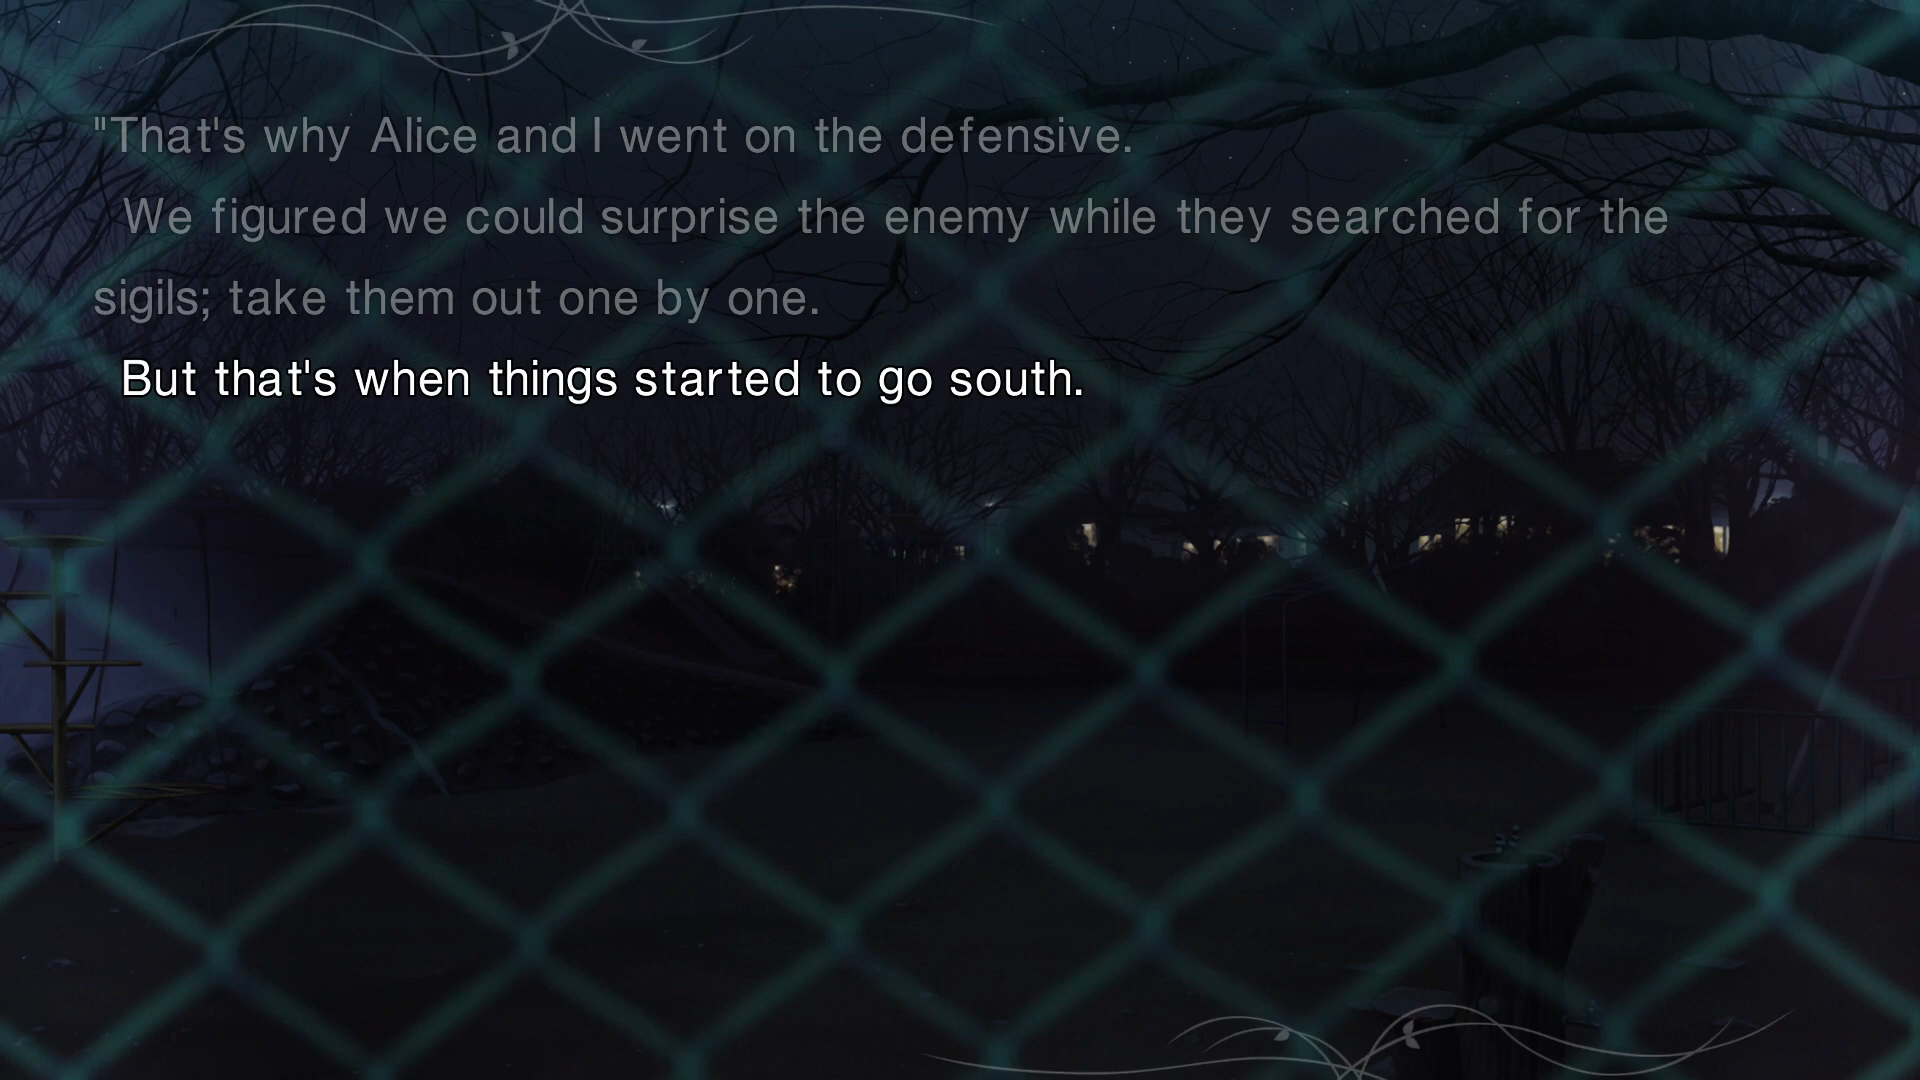 "That's why Alice and I went on the defensive.
We figured we could surprise the enemy while they searched for the
sigils; take them out one by one.
But that's when things started to go south.